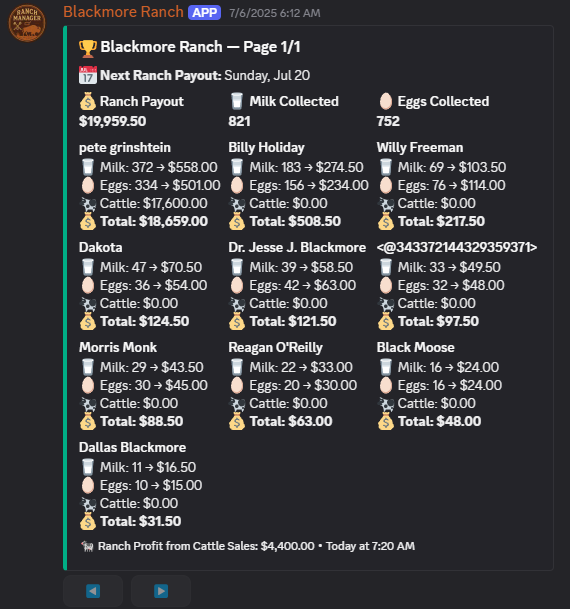 RANCH
MANAGER
Blackmore Ranch APP 7/6/2025 6:12 AM
🏆 Blackmore Ranch — Page 1/1
📅 Next Ranch Payout: Sunday, Jul 20
💰 Ranch Payout 🥛 Milk Collected 🥚 Eggs Collected
$19,959.50 821 752
pete grinshtein Billy Holiday Willy Freeman
🥛 Milk: 372 → $558.00 🥛 Milk: 183 → $274.50 🥛 Milk: 69 → $103.50
🥚 Eggs: 334 → $501.00 🥚 Eggs: 156 → $234.00 🥚 Eggs: 76 → $114.00
🐄 Cattle: $17,600.00 🐄 Cattle: $0.00 🐄 Cattle: $0.00
💰 Total: $18,659.00 💰 Total: $508.50 💰 Total: $217.50
Dakota Dr. Jesse J. Blackmore <@343372144329359371>
🥛 Milk: 47 → $70.50 🥛 Milk: 39 → $58.50 🥛 Milk: 33 → $49.50
🥚 Eggs: 36 → $54.00 🥚 Eggs: 42 → $63.00 🥚 Eggs: 32 → $48.00
🐄 Cattle: $0.00 🐄 Cattle: $0.00 🐄 Cattle: $0.00
💰 Total: $124.50 💰 Total: $121.50 💰 Total: $97.50
Morris Monk Reagan O'Reilly Black Moose
🥛 Milk: 29 → $43.50 🥛 Milk: 22 → $33.00 🥛 Milk: 16 → $24.00
🥚 Eggs: 30 → $45.00 🥚 Eggs: 20 → $30.00 🥚 Eggs: 16 → $24.00
🐄 Cattle: $0.00 🐄 Cattle: $0.00 🐄 Cattle: $0.00
💰 Total: $88.50 💰 Total: $63.00 💰 Total: $48.00
Dallas Blackmore
🥛 Milk: 11 → $16.50
🥚 Eggs: 10 → $15.00
🐄 Cattle: $0.00
💰 Total: $31.50
🐂 Ranch Profit from Cattle Sales: $4,400.00 • Today at 7:20 AM